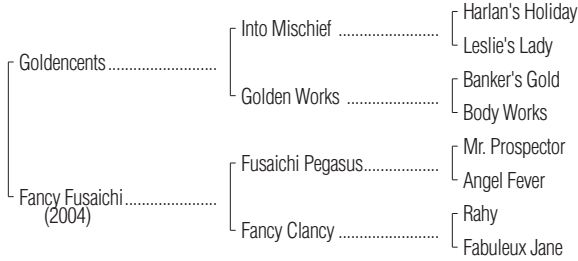 Harlan's Holiday
Into Mischief ......................
Leslie's Lady
Goldencents........................
Banker's Gold
Golden Works ....................
Body Works
Mr. Prospector
Fusaichi Pegasus................
Angel Fever
Fancy Fusaichi....................
(2004)
Rahy
Fancy Clancy ......................
Fabuleux Jane